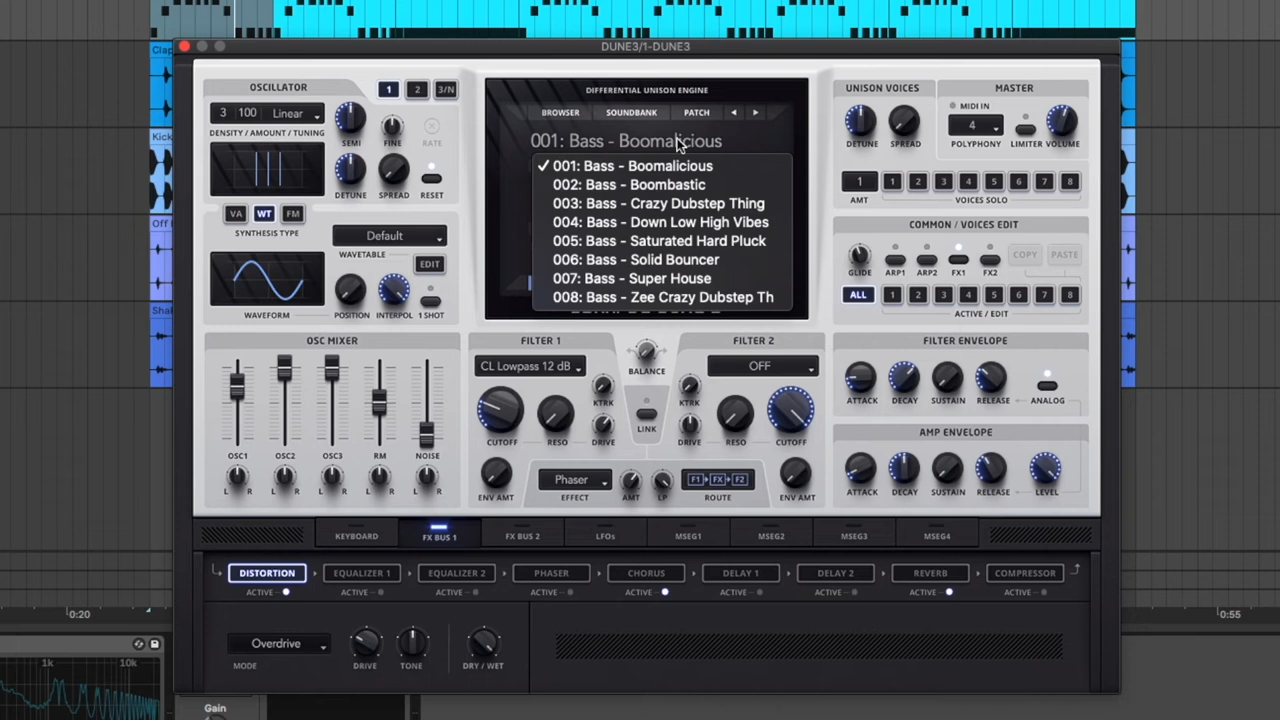 DUNE3/1-DUNE3
Clap
Kick
Off
Sha
OSCILLATOR
1
2
3/N
3 100 Linear
DENSITY / AMOUNT / TUNING
SEMI
FINE
RATE
DETUNE
SPREAD
RESET
VA
WT
FM
SYNTHESIS TYPE
Default
WAVETABLE
EDIT
WAVEFORM
POSITION
INTERPOL
1 SHOT
DIFFERENTIAL UNISON ENGINE
BROWSER
SOUNDBANK
PATCH
001: Bass - Boomalicious
✓ 001: Bass - Boomalicious
002: Bass - Boombastic
003: Bass - Crazy Dubstep Thing
004: Bass - Down Low High Vibes
005: Bass - Saturated Hard Pluck
006: Bass - Solid Bouncer
007: Bass - Super House
008: Bass - Zee Crazy Dubstep Th
UNISON VOICES
MASTER
MIDI IN
4
DETUNE
SPREAD
POLYPHONY
LIMITER
VOLUME
1
1 2 3 4 5 6 7 8
AMT
VOICES SOLO
COMMON / VOICES EDIT
GLIDE
ARP1
ARP2
FX1
FX2
COPY
PASTE
ALL
1 2 3 4 5 6 7 8
ACTIVE / EDIT
OSC MIXER
OSC1
OSC2
OSC3
RM
NOISE
L R
L R
L R
L R
L R
FILTER 1
CL Lowpass 12 dB
KTRK
CUTOFF
RESO
DRIVE
BALANCE
LINK
FILTER 2
OFF
KTRK
DRIVE
RESO
CUTOFF
ENV AMT
Phaser
EFFECT
AMT
LP
F1 FX F2
ROUTE
ENV AMT
FILTER ENVELOPE
ATTACK
DECAY
SUSTAIN
RELEASE
ANALOG
AMP ENVELOPE
ATTACK
DECAY
SUSTAIN
RELEASE
LEVEL
KEYBOARD
FX BUS 1
FX BUS 2
LFOs
MSEG1
MSEG2
MSEG3
MSEG4
DISTORTION
EQUALIZER 1
EQUALIZER 2
PHASER
CHORUS
DELAY 1
DELAY 2
REVERB
COMPRESSOR
ACTIVE
ACTIVE
ACTIVE
ACTIVE
ACTIVE
ACTIVE
ACTIVE
ACTIVE
ACTIVE
Overdrive
MODE
DRIVE
TONE
DRY / WET
0:20
0:55
1k
10k
Gain